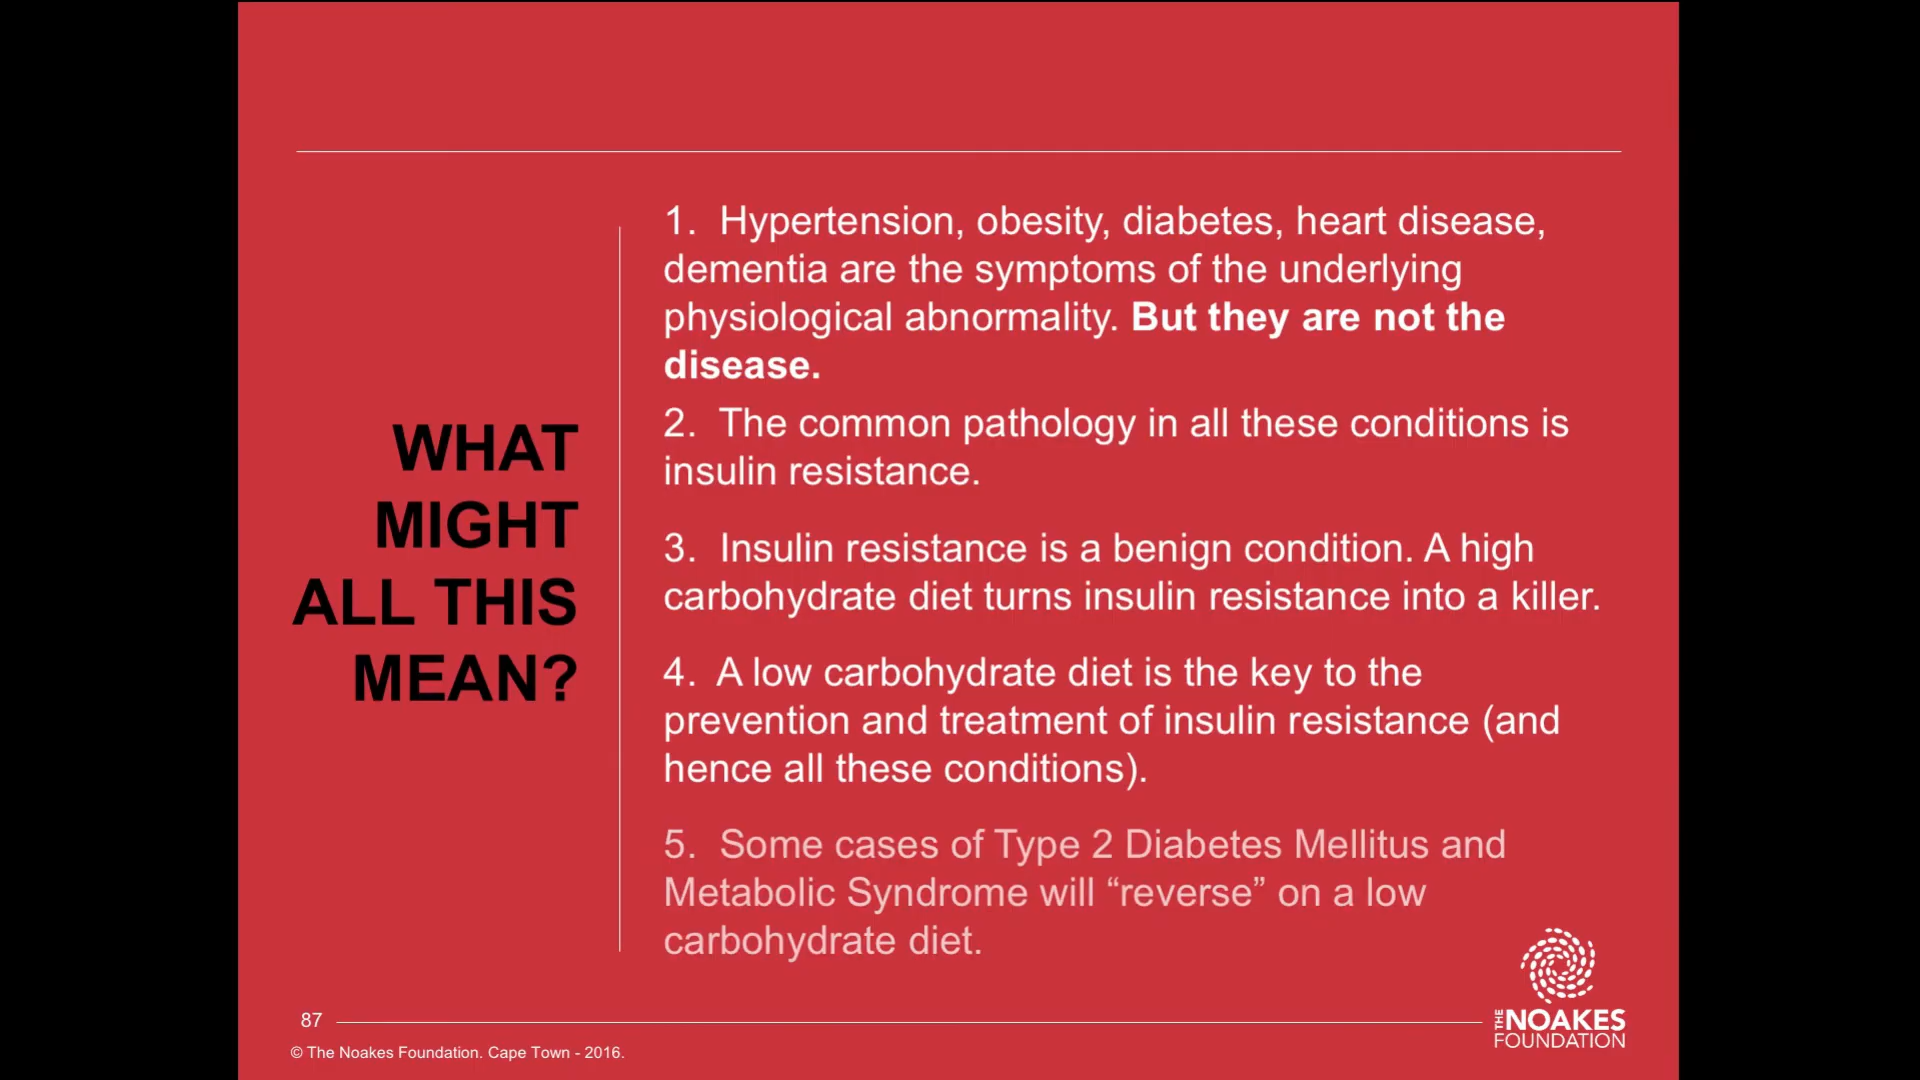 WHAT
MIGHT
ALL THIS
MEAN?
1. Hypertension, obesity, diabetes, heart disease,
dementia are the symptoms of the underlying
physiological abnormality. But they are not the
disease.
2. The common pathology in all these conditions is
insulin resistance.
3. Insulin resistance is a benign condition. A high
carbohydrate diet turns insulin resistance into a killer.
4. A low carbohydrate diet is the key to the
prevention and treatment of insulin resistance (and
hence all these conditions).
5. Some cases of Type 2 Diabetes Mellitus and
Metabolic Syndrome will “reverse” on a low
carbohydrate diet.
87
© The Noakes Foundation. Cape Town - 2016.
THE NOAKES
FOUNDATION